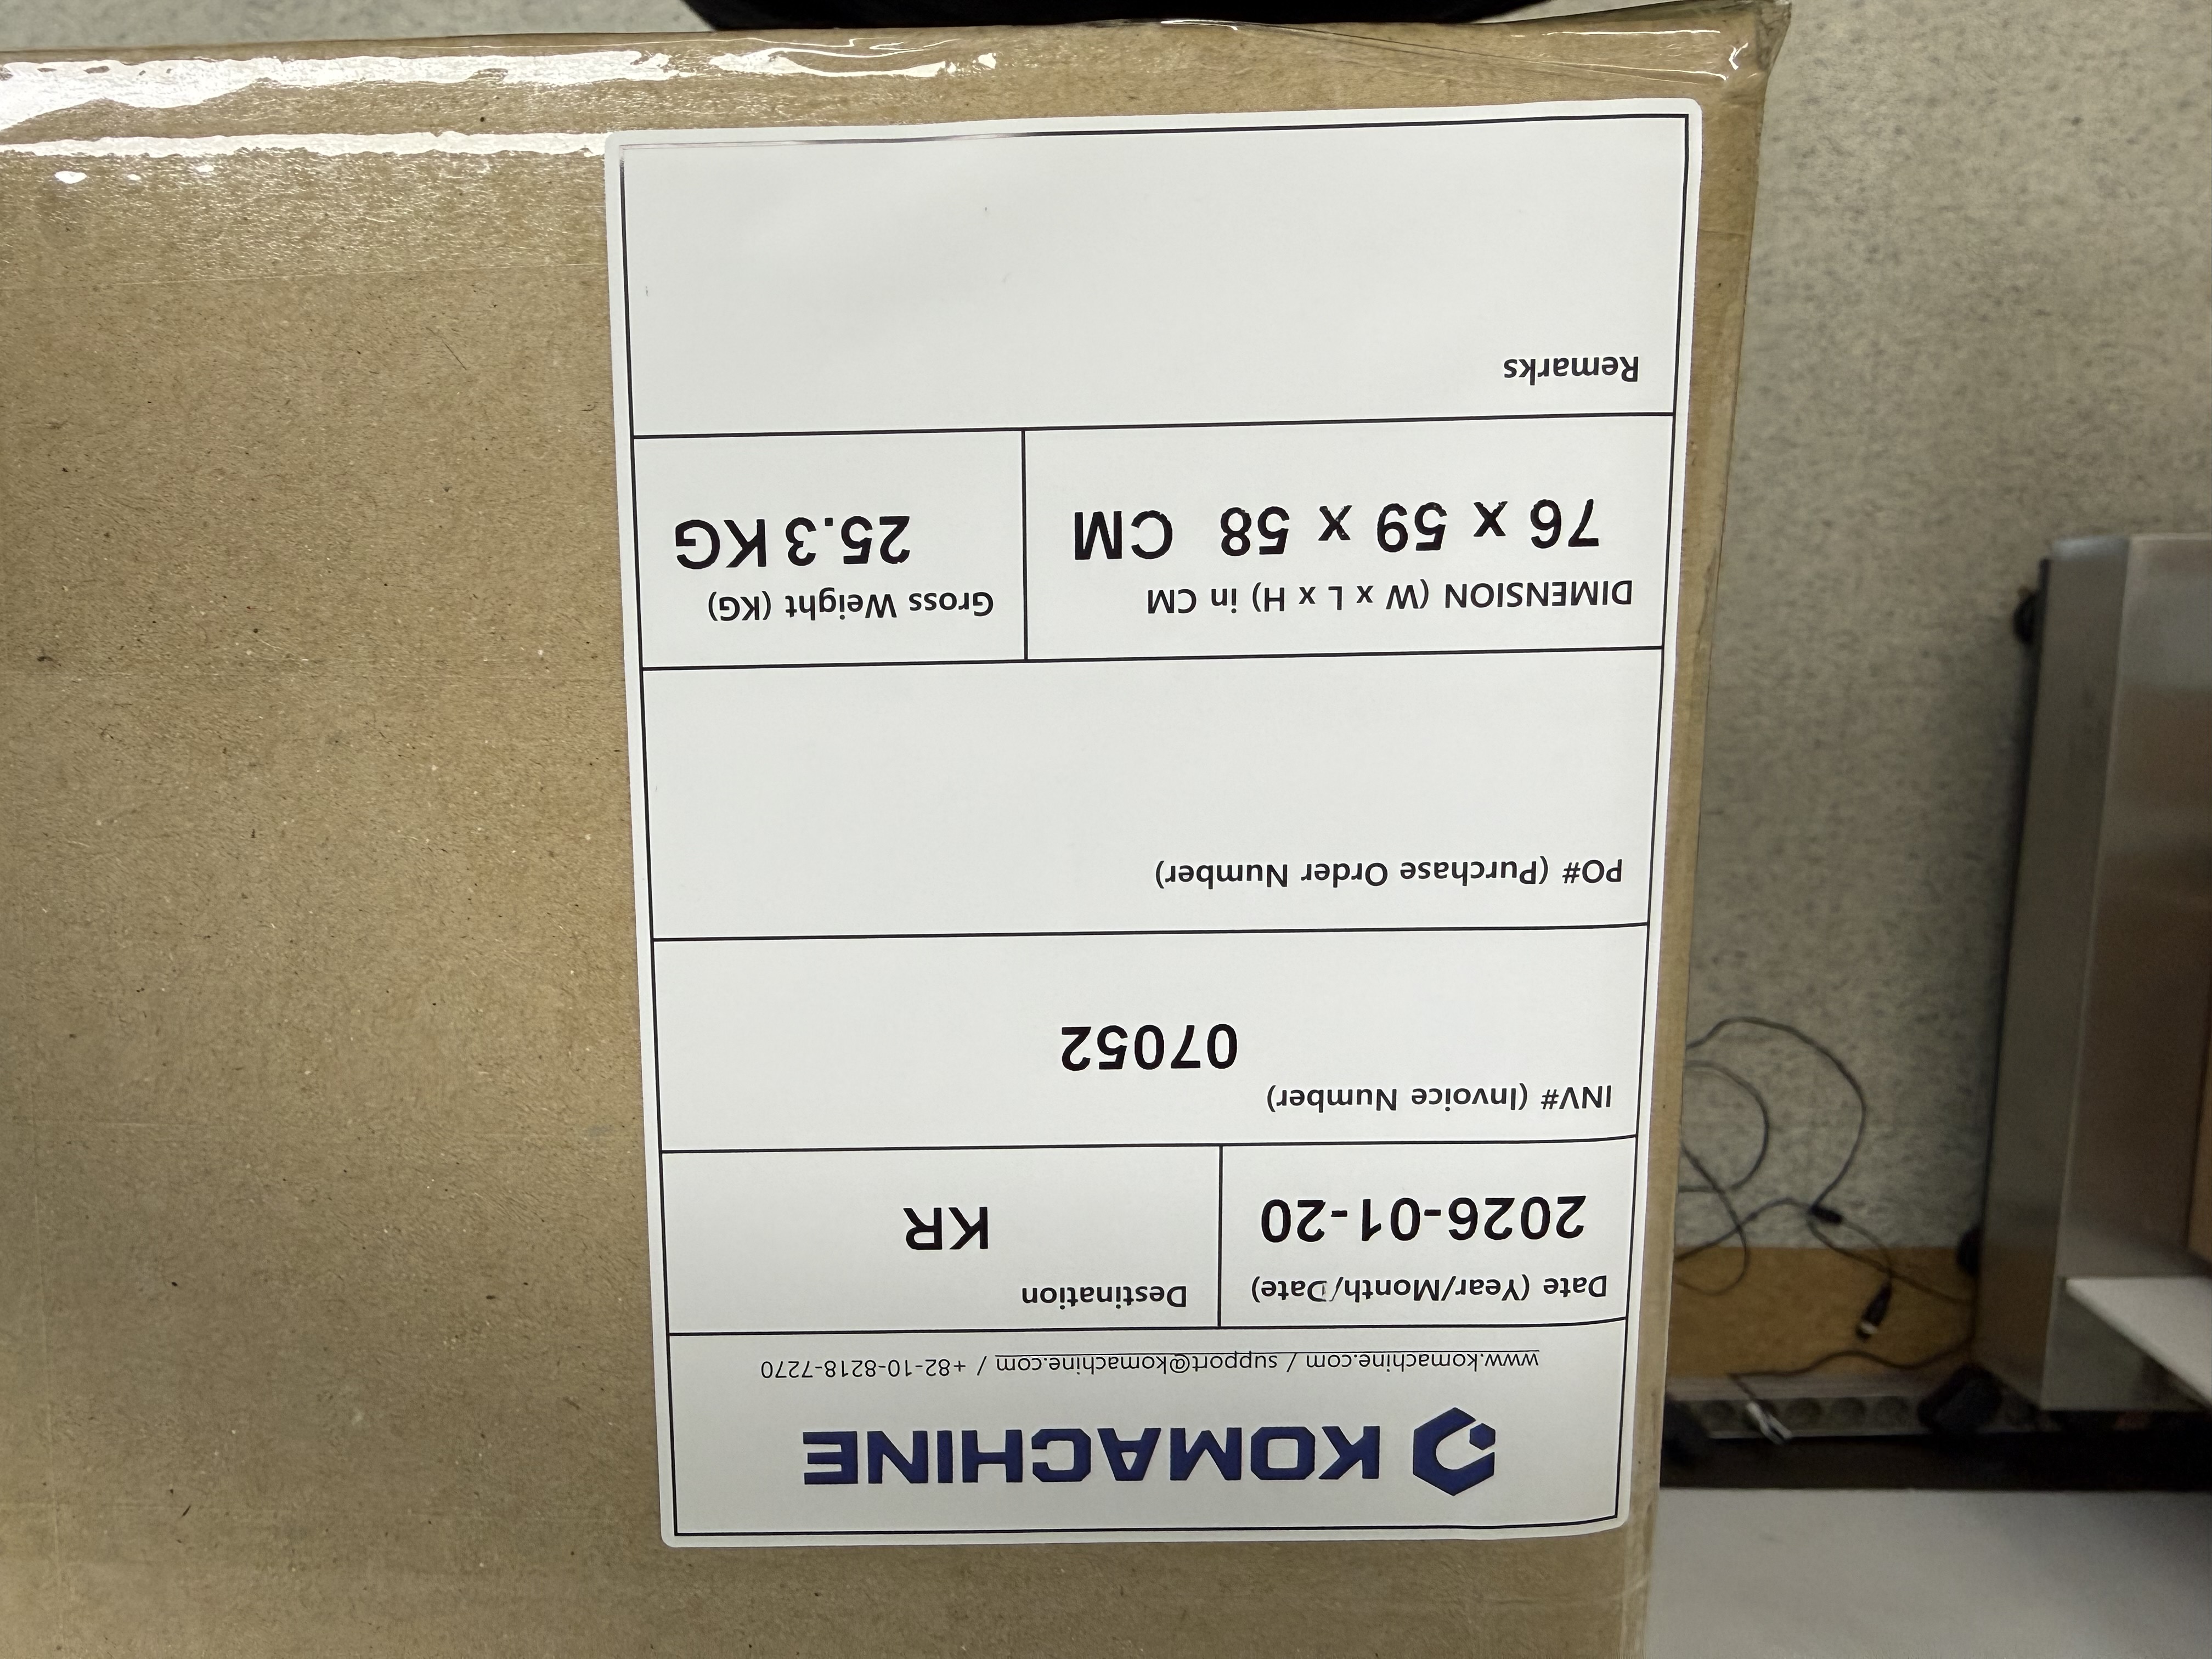 KOMACHINE
www.komachine.com / support@komachine.com / +82-10-8218-7270
Date (Year/Month/Date)
2026-01-20
Destination
KR
INV# (Invoice Number)
07052
PO# (Purchase Order Number)
DIMENSION (W x L x H) in CM
76 x 59 x 58 CM
Gross Weight (KG)
25.3 KG
Remarks